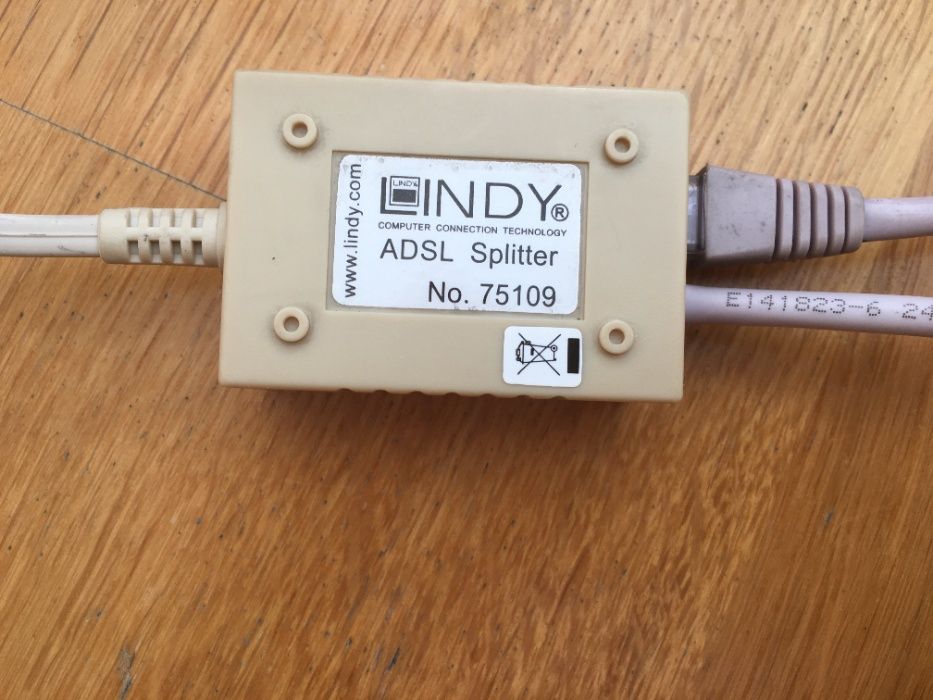 www.lindy.com
LINDY
LINDY®
COMPUTER CONNECTION TECHNOLOGY
ADSL Splitter
No. 75109
E141823-6 24